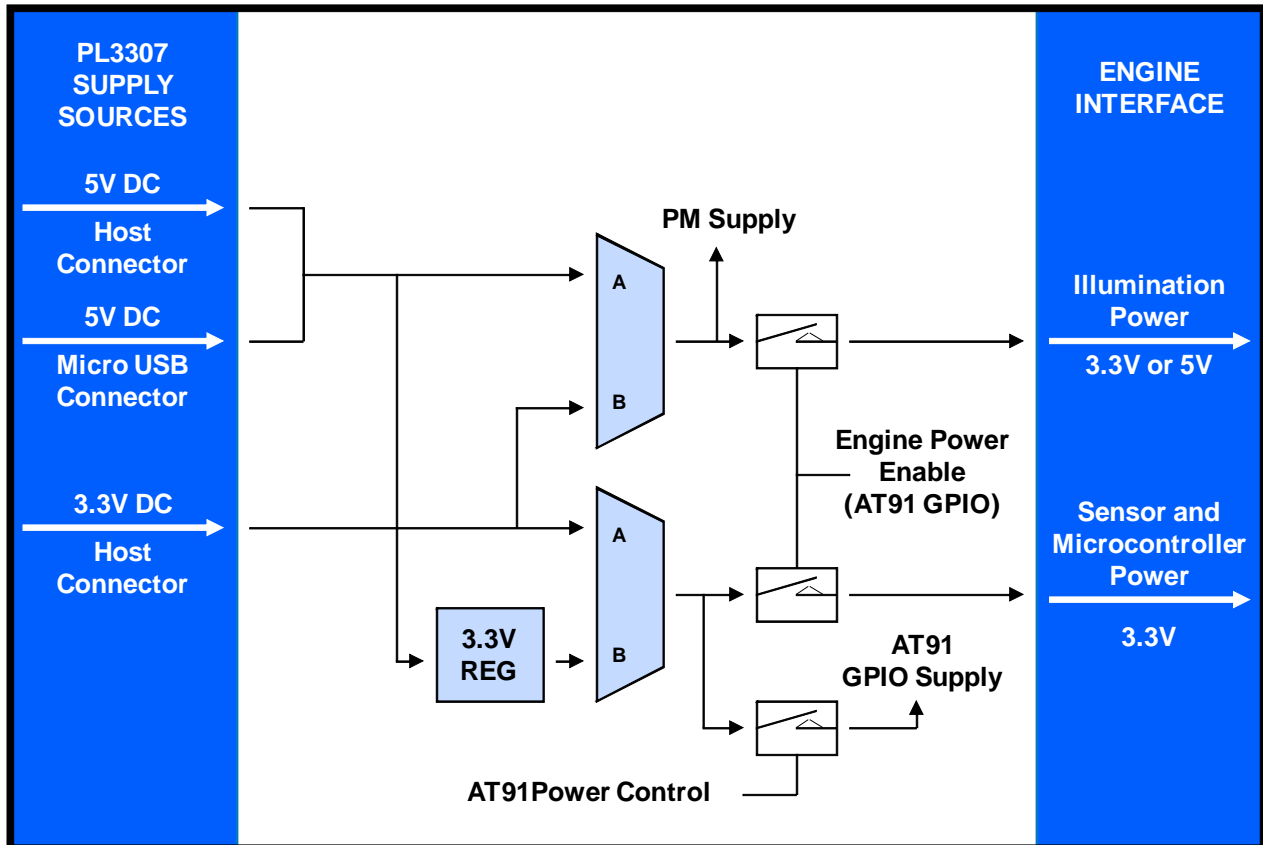 PL3307
SUPPLY
SOURCES
5V DC
Host
Connector
5V DC
Micro USB
Connector
3.3V DC
Host
Connector
A
B
PM Supply
Engine Power
Enable
(AT91 GPIO)
A
B
3.3V
REG
AT91
GPIO Supply
AT91Power Control
ENGINE
INTERFACE
Illumination
Power
3.3V or 5V
Sensor and
Microcontroller
Power
3.3V